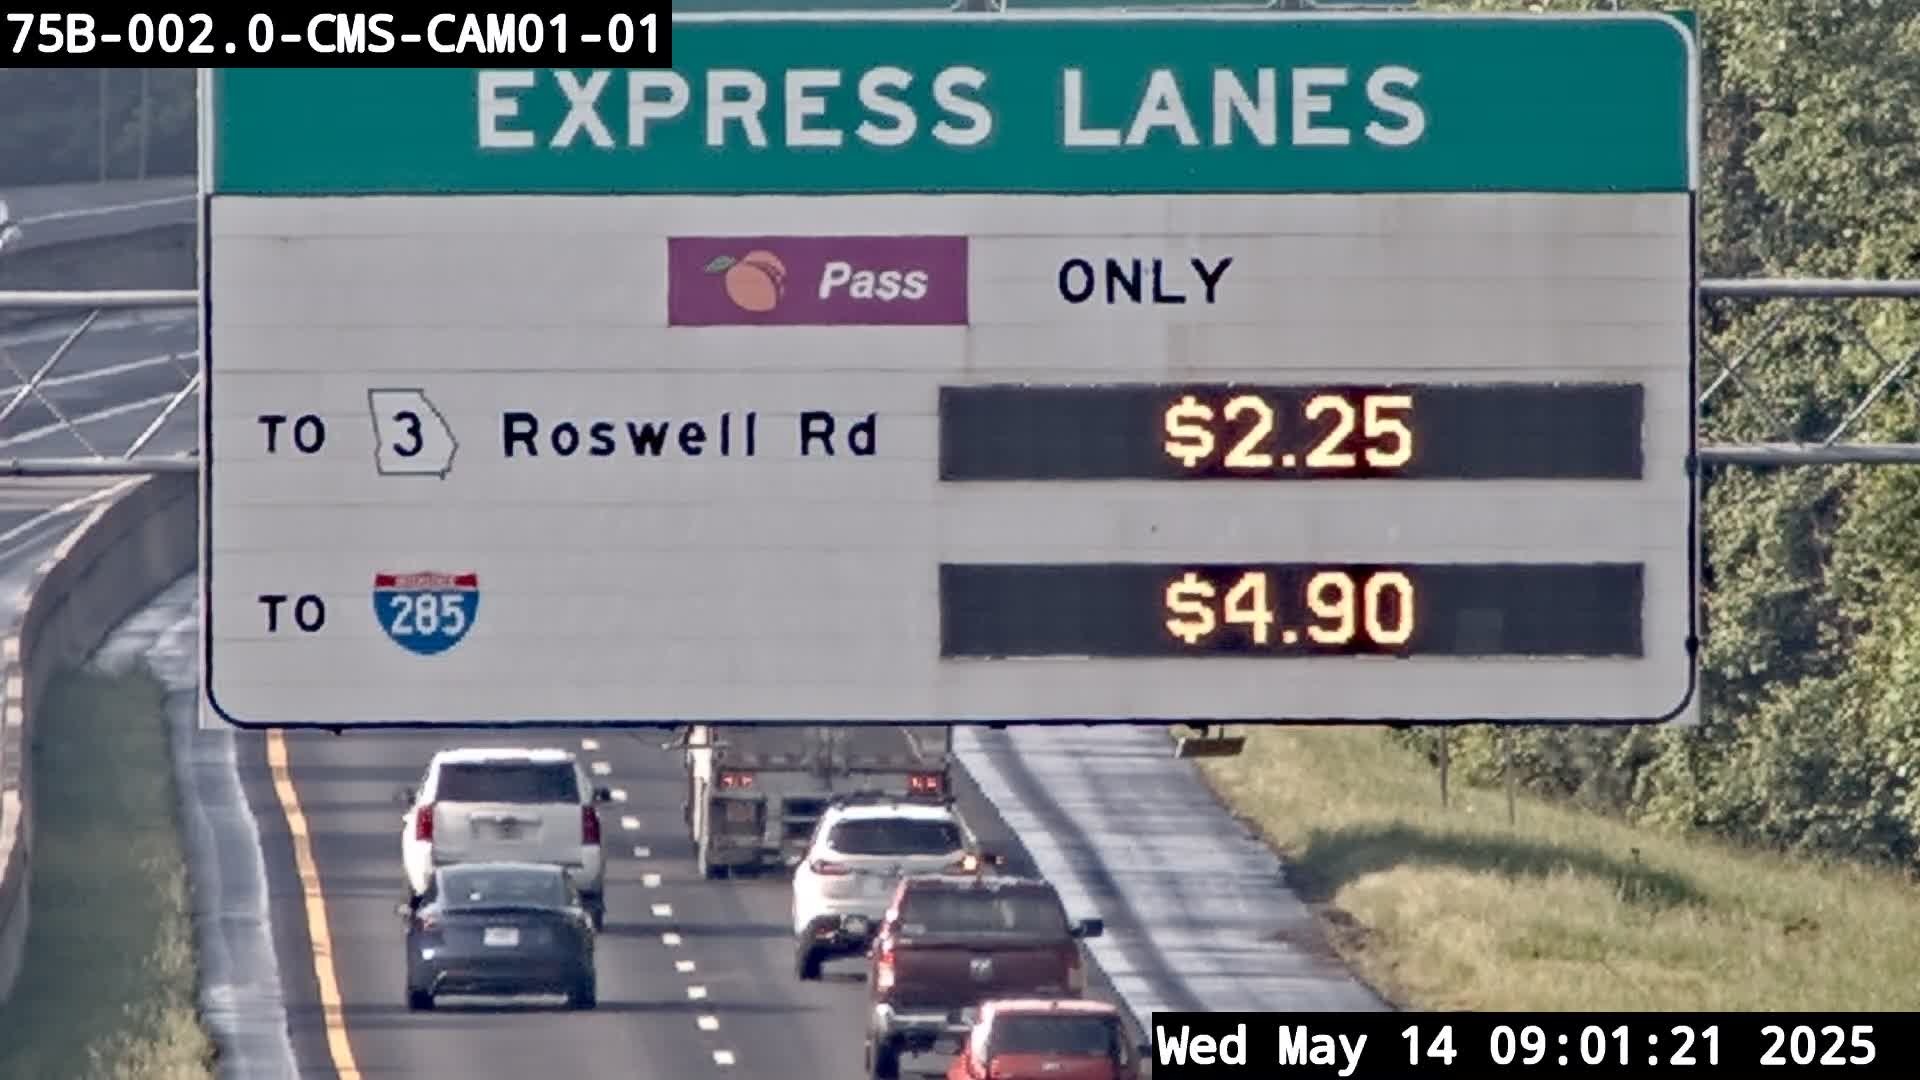 75B-002.0-CMS-CAM01-01
EXPRESS LANES
Pass ONLY
TO 3 Roswell Rd $2.25
TO 285 $4.90
Wed May 14 09:01:21 2025